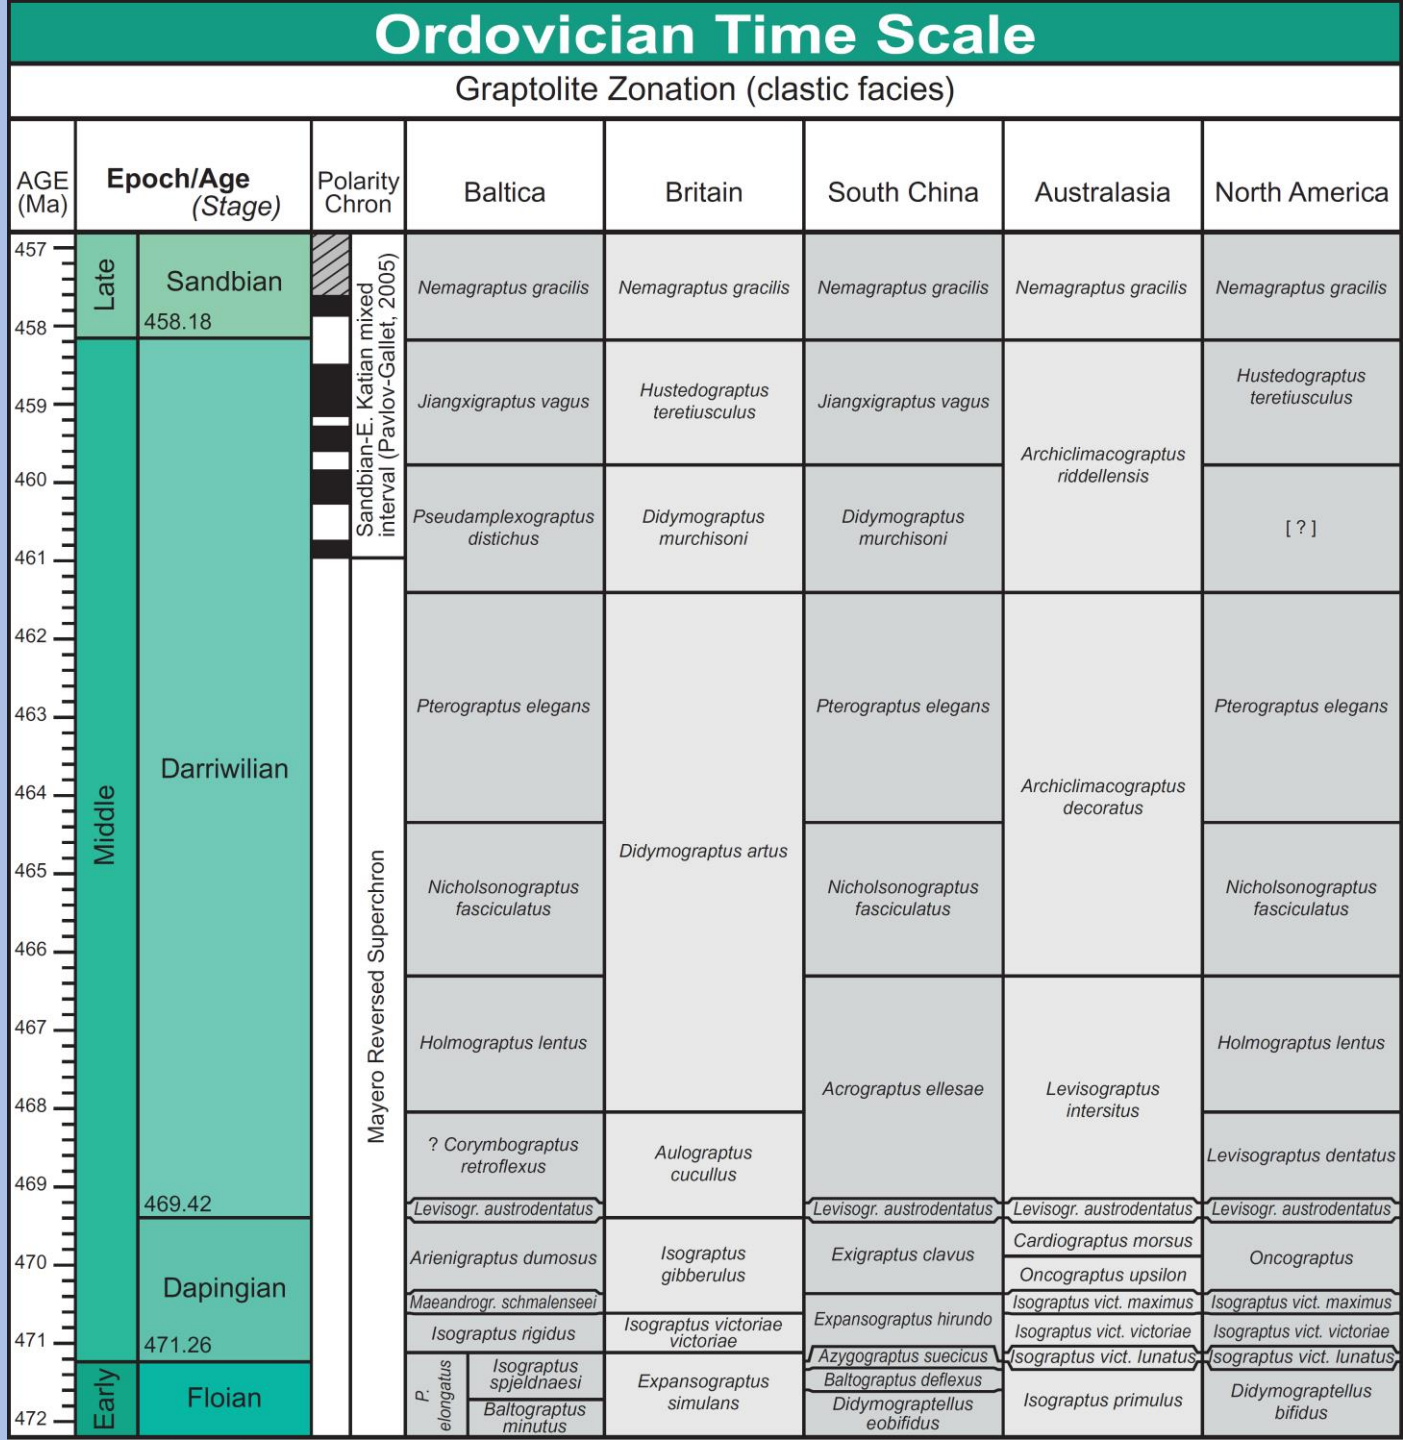 Ordovician Time Scale
Graptolite Zonation (clastic facies)
AGE
(Ma)
Epoch/Age
(Stage)
Polarity
Chron
Baltica
Britain
South China
Australasia
North America
457
458
459
460
461
462
463
464
465
466
467
468
469
470
471
472
Late
Middle
Early
Sandbian
458.18
Darriwilian
469.42
Dapingian
471.26
Floian
Sandbian-E. Katian mixed
interval (Pavlov-Gallet, 2005)
Mayero Reversed Superchron
Nemagraptus gracilis
Jiangxigraptus vagus
Pseudamplexograptus
distichus
Pterograptus elegans
Nicholsonograptus
fasciculatus
Holmograptus lentus
? Corymbograptus
retroflexus
Levisogr. austrodentatus
Arienigraptus dumosus
Maeandrogr. schmalenseei
Isograptus rigidus
P.
elongatus
Isograptus
spjeldnaesi
Baltograptus
minutus
Nemagraptus gracilis
Hustedograptus
teretiusculus
Didymograptus
murchisoni
Didymograptus artus
Aulograptus
cucullus
Isograptus
gibberulus
Isograptus victoriae
victoriae
Expansograptus
simulans
Nemagraptus gracilis
Jiangxigraptus vagus
Didymograptus
murchisoni
Pterograptus elegans
Nicholsonograptus
fasciculatus
Acrograptus ellesae
Levisogr. austrodentatus
Exigraptus clavus
Expansograptus hirundo
Azygograptus suecicus
Baltograptus deflexus
Didymograptellus
eobifidus
Nemagraptus gracilis
Archiclimacograptus
riddellensis
Archiclimacograptus
decoratus
Levisograptus
intersitus
Levisogr. austrodentatus
Cardiograptus morsus
Oncograptus upsilon
Isograptus vict. maximus
Isograptus vict. victoriae
Isograptus vict. lunatus
Isograptus primulus
Nemagraptus gracilis
Hustedograptus
teretiusculus
[ ? ]
Pterograptus elegans
Nicholsonograptus
fasciculatus
Holmograptus lentus
Levisograptus dentatus
Levisogr. austrodentatus
Oncograptus
Isograptus vict. maximus
Isograptus vict. victoriae
Isograptus vict. lunatus
Didymograptellus
bifidus